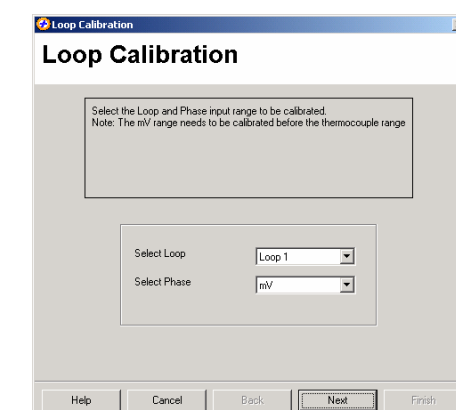 Loop Calibration
Loop Calibration
Select the Loop and Phase input range to be calibrated.
Note: The mV range needs to be calibrated before the thermocouple range
Select Loop Loop 1
Select Phase mV
Help Cancel Back Next Finish